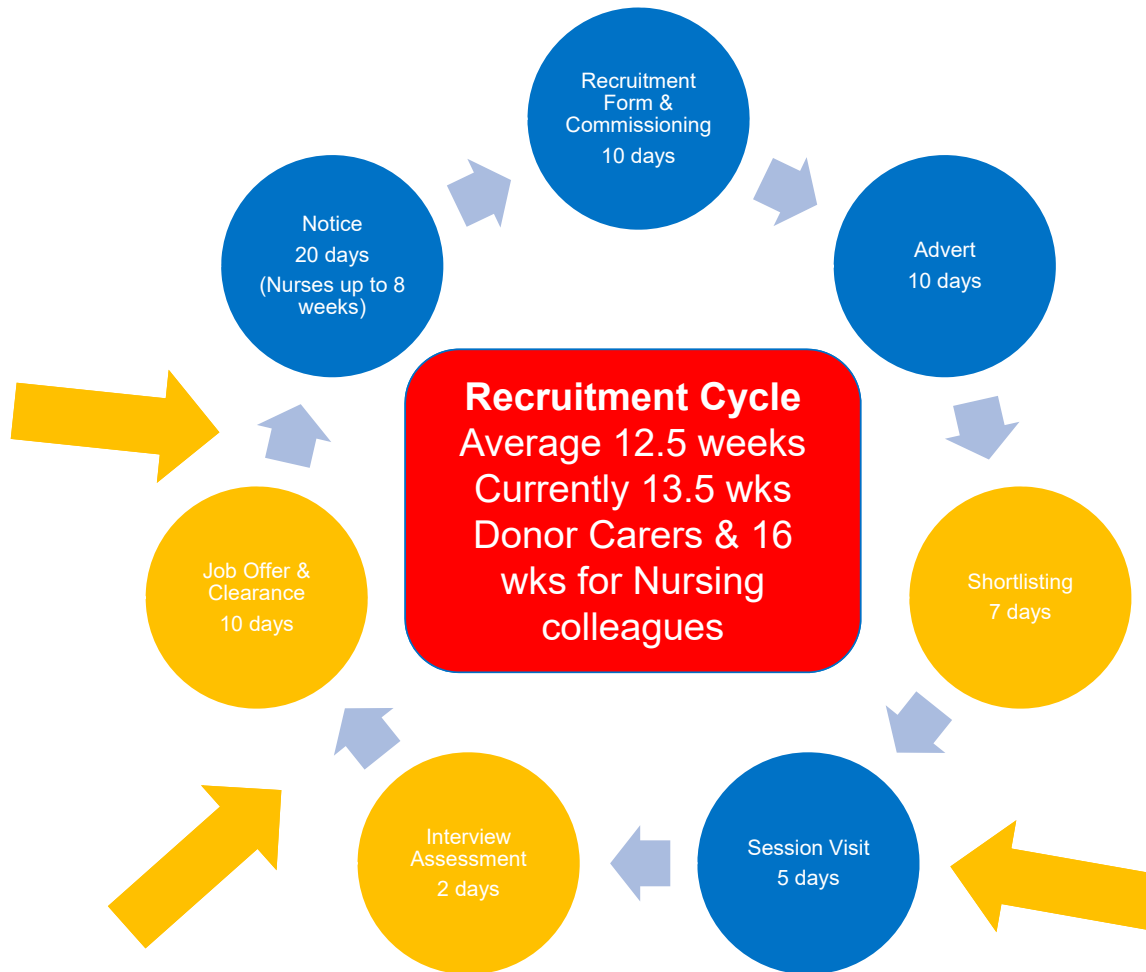 Recruitment
Form &
Commissioning
10 days
Advert
10 days
Shortlisting
7 days
Session Visit
5 days
Interview
Assessment
2 days
Job Offer &
Clearance
10 days
Notice
20 days
(Nurses up to 8
weeks)
Recruitment Cycle
Average 12.5 weeks
Currently 13.5 wks
Donor Carers & 16
wks for Nursing
colleagues